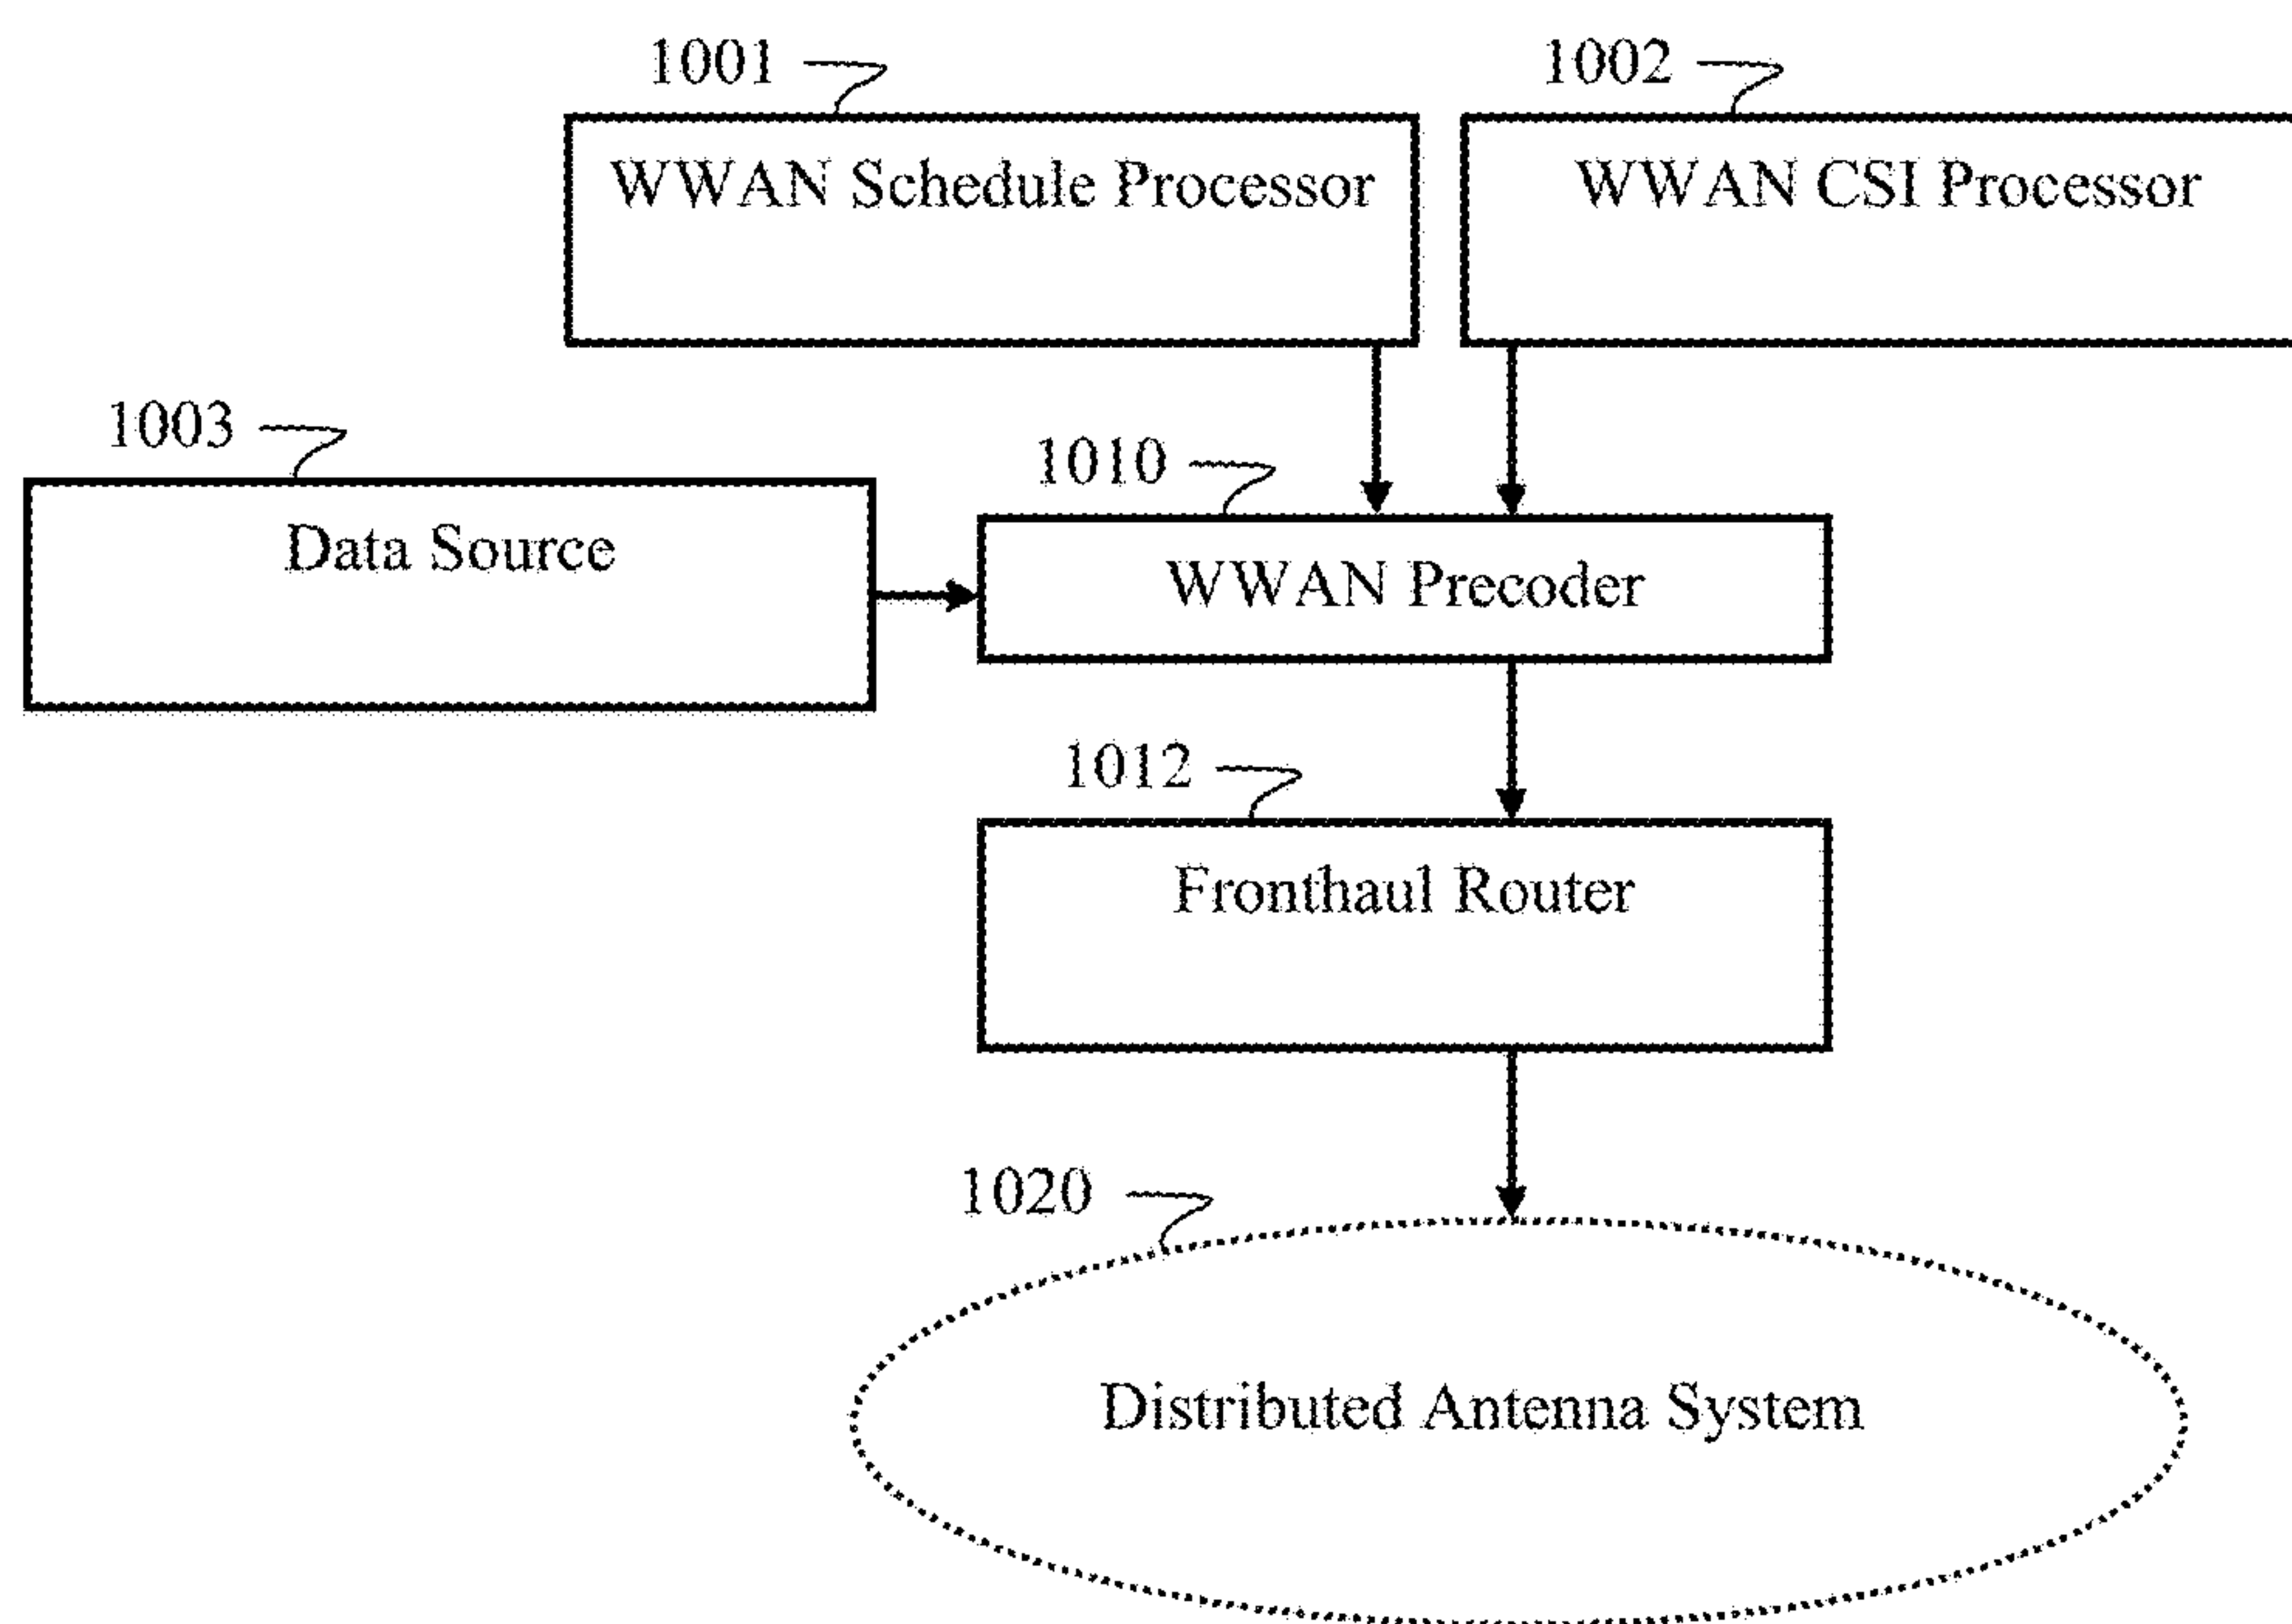 1001
1002
WWAN Schedule Processor
WWAN CSI Processor
1003
1010
Data Source
WWAN Precoder
1012
Fronthaul Router
1020
Distributed Antenna System